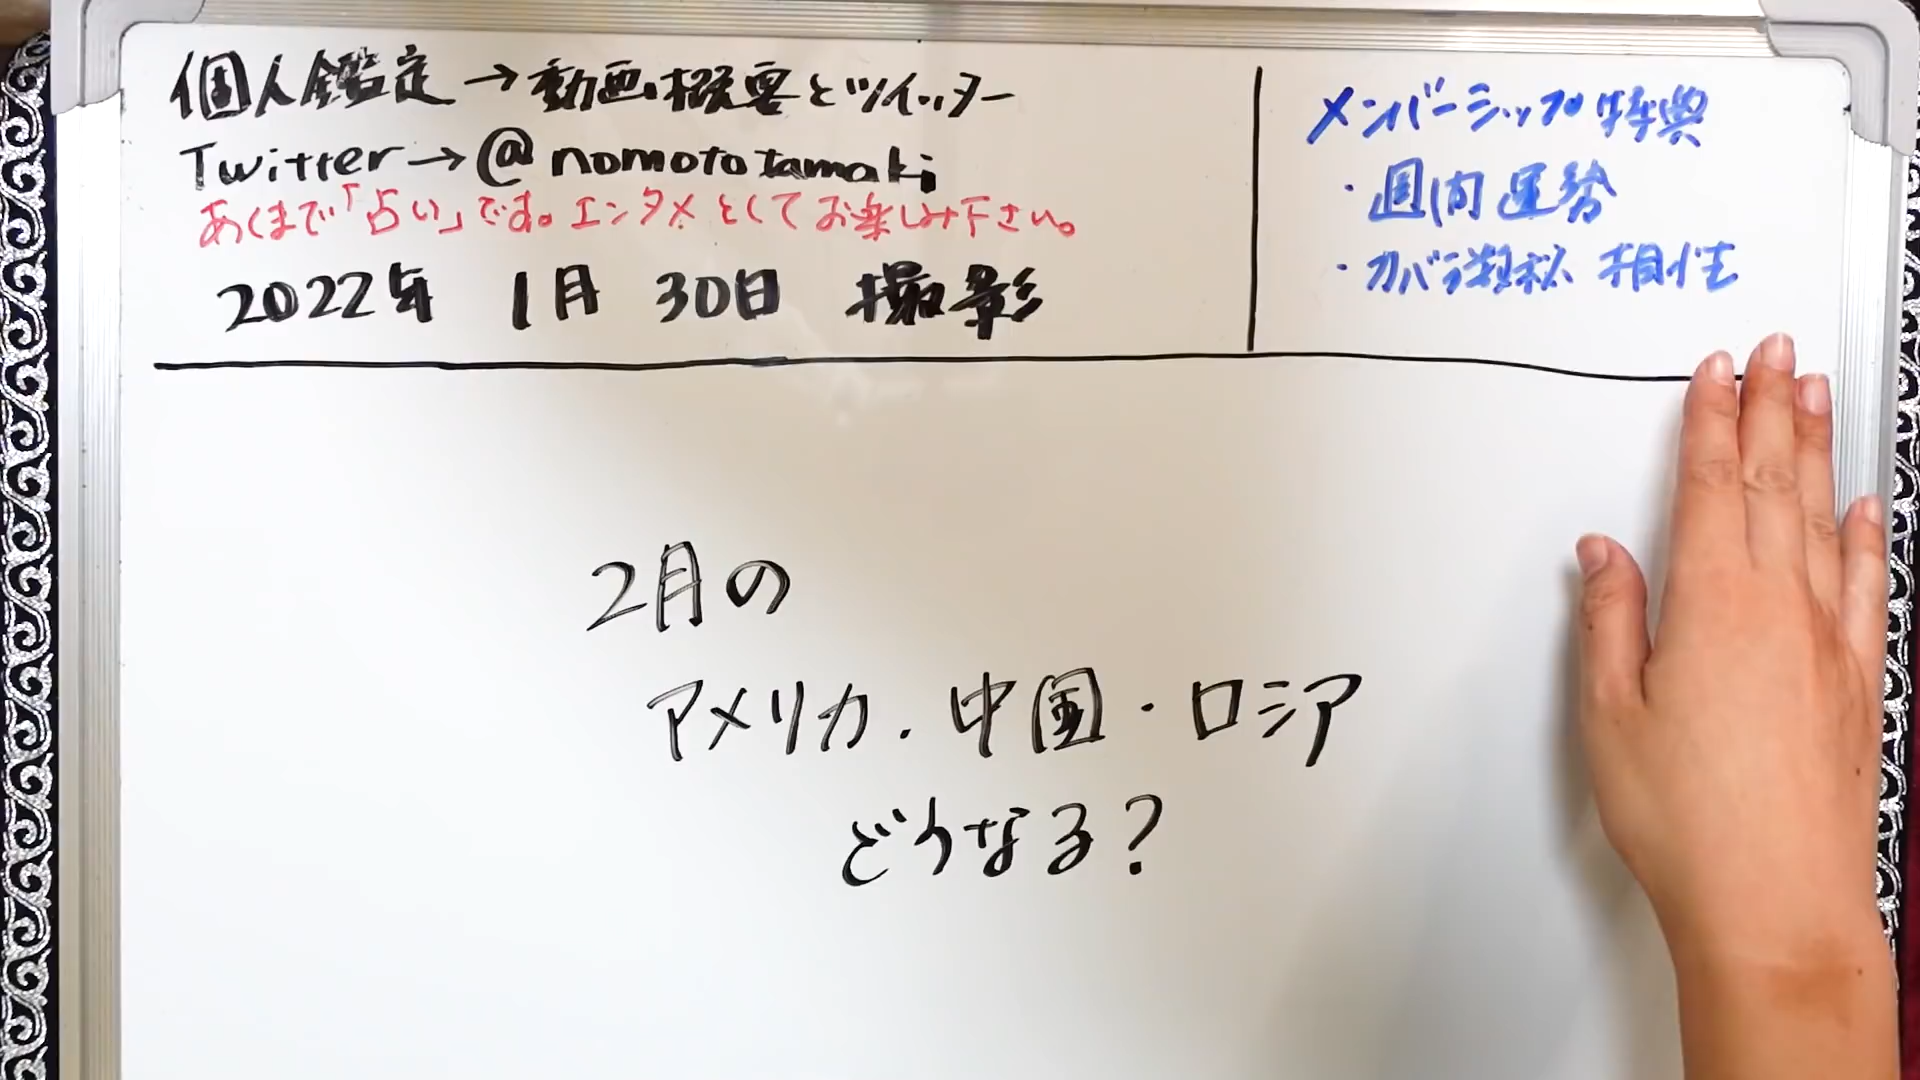 個人鑑定→動画概要とツイッター
Twitter→@nomototamaki
あくまで「占い」です。エンタメとしてお楽しみ下さい。
2022年 1月 30日 撮影
メンバーシップ特典
・週間運勢
・カバラ数秘 相性
2月の
アメリカ・中国・ロシア
どうなる?